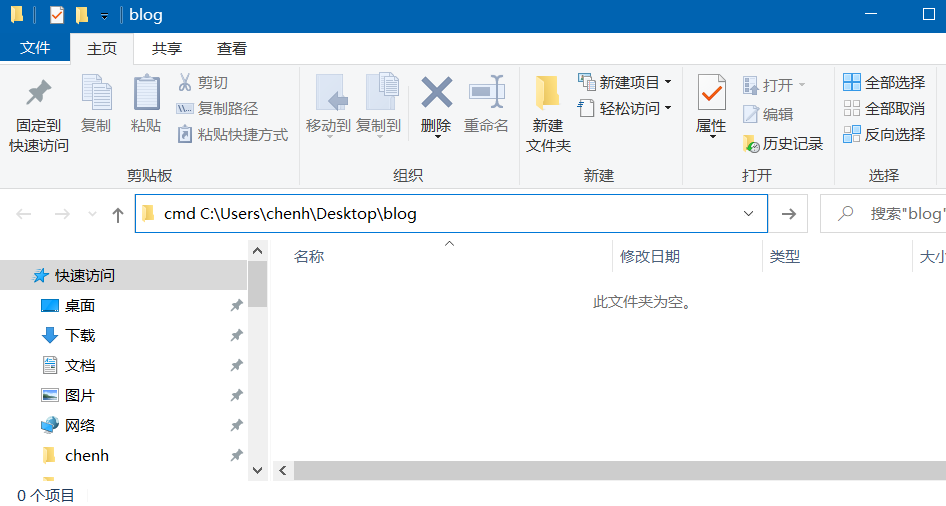 blog
文件 主页 共享 查看
固定到
快速访问
复制
粘贴
剪切
复制路径
粘贴快捷方式
剪贴板
移动到 复制到 删除 重命名
组织
新建
文件夹
新建项目
轻松访问
新建
属性
打开
编辑
历史记录
打开
全部选择
全部取消
反向选择
选择
cmd C:\Users\chenh\Desktop\blog
搜索"blog"
名称 修改日期 类型 大小
此文件夹为空。
快速访问
桌面
下载
文档
图片
网络
chenh
0 个项目